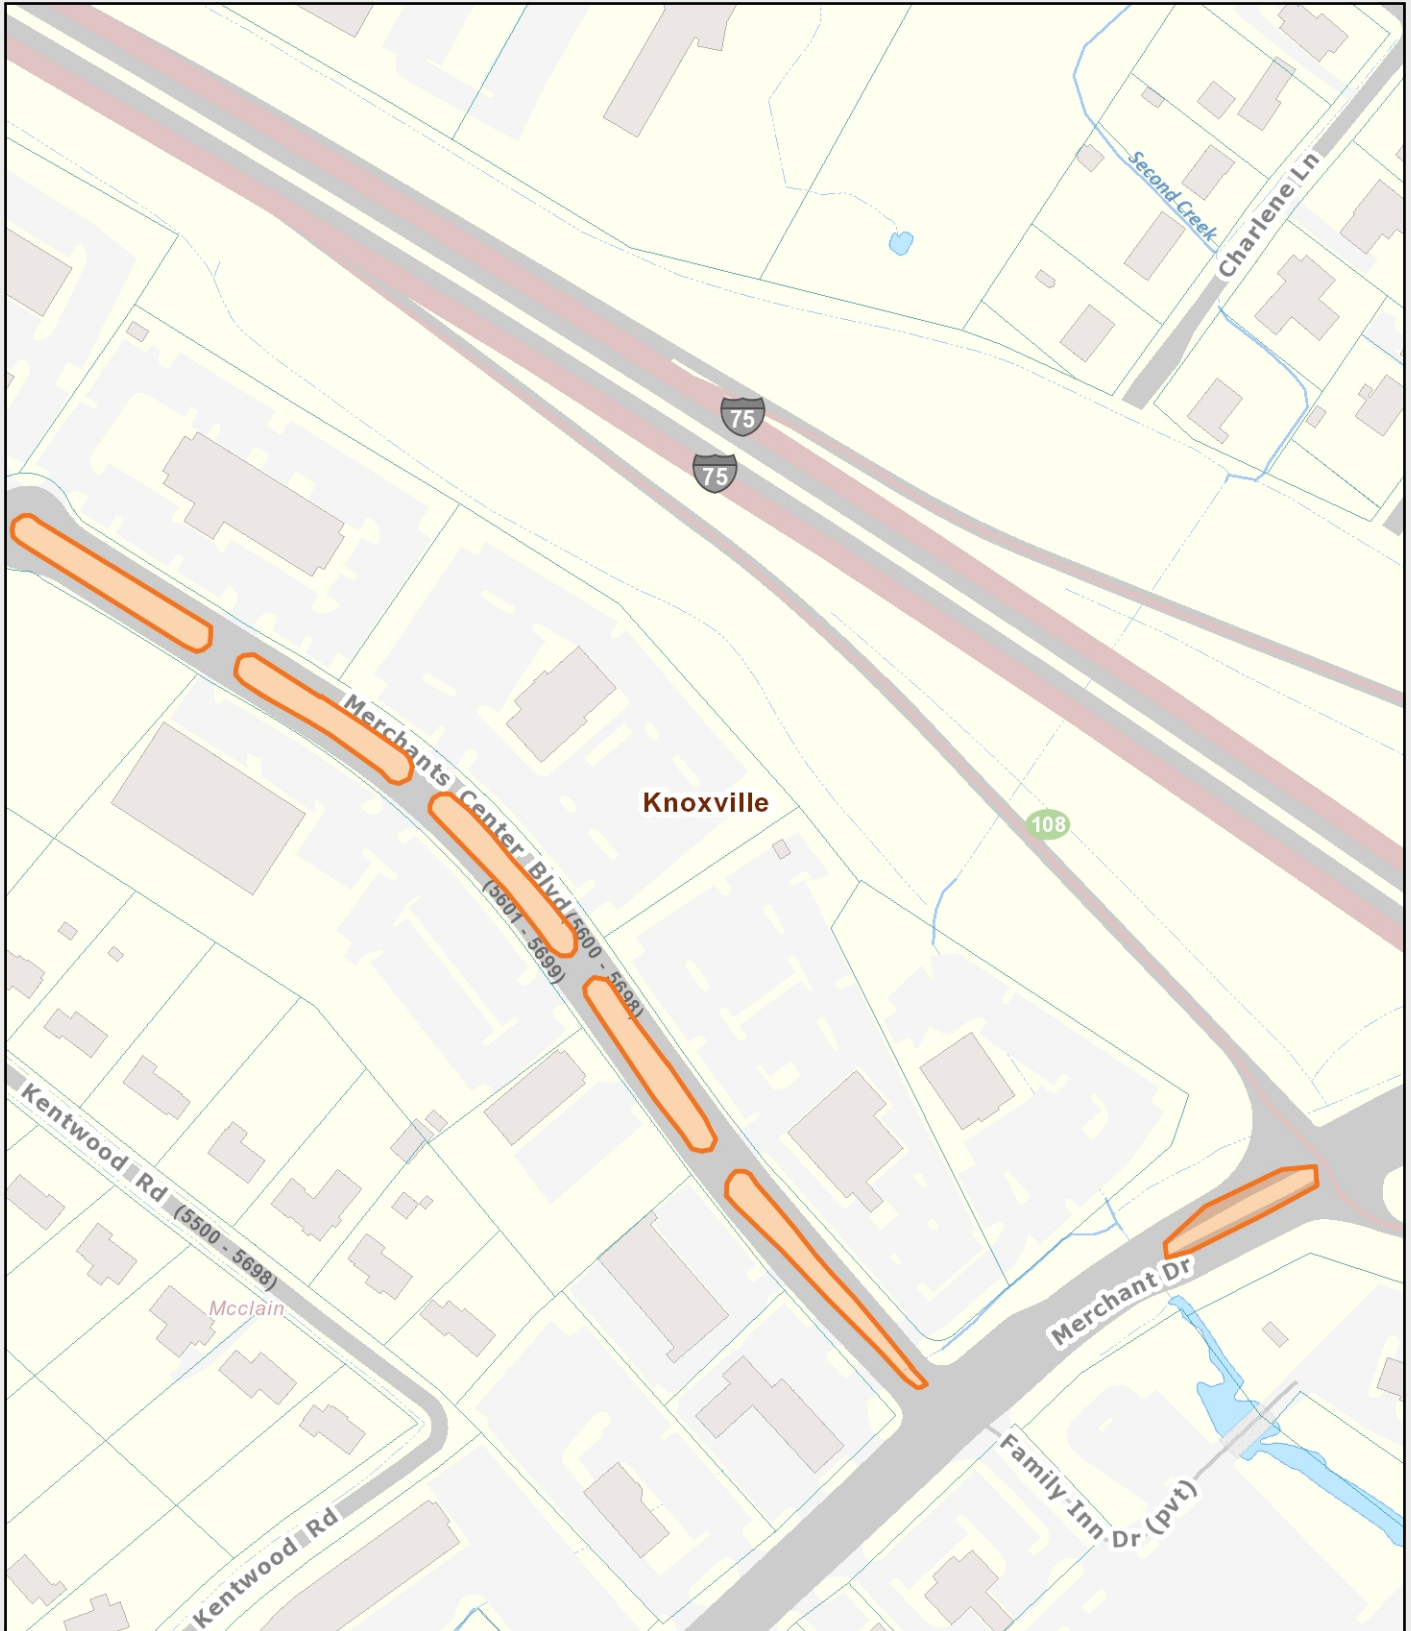 Second Creek
Charlene Ln
75
75
Merchants Center Blvd
(5600 - 5698)
(5601 - 5699)
Knoxville
108
Kentwood Rd
(5500 - 5698)
Mcclain
Merchant Dr
Family Inn Dr (pvt)
Kentwood Rd